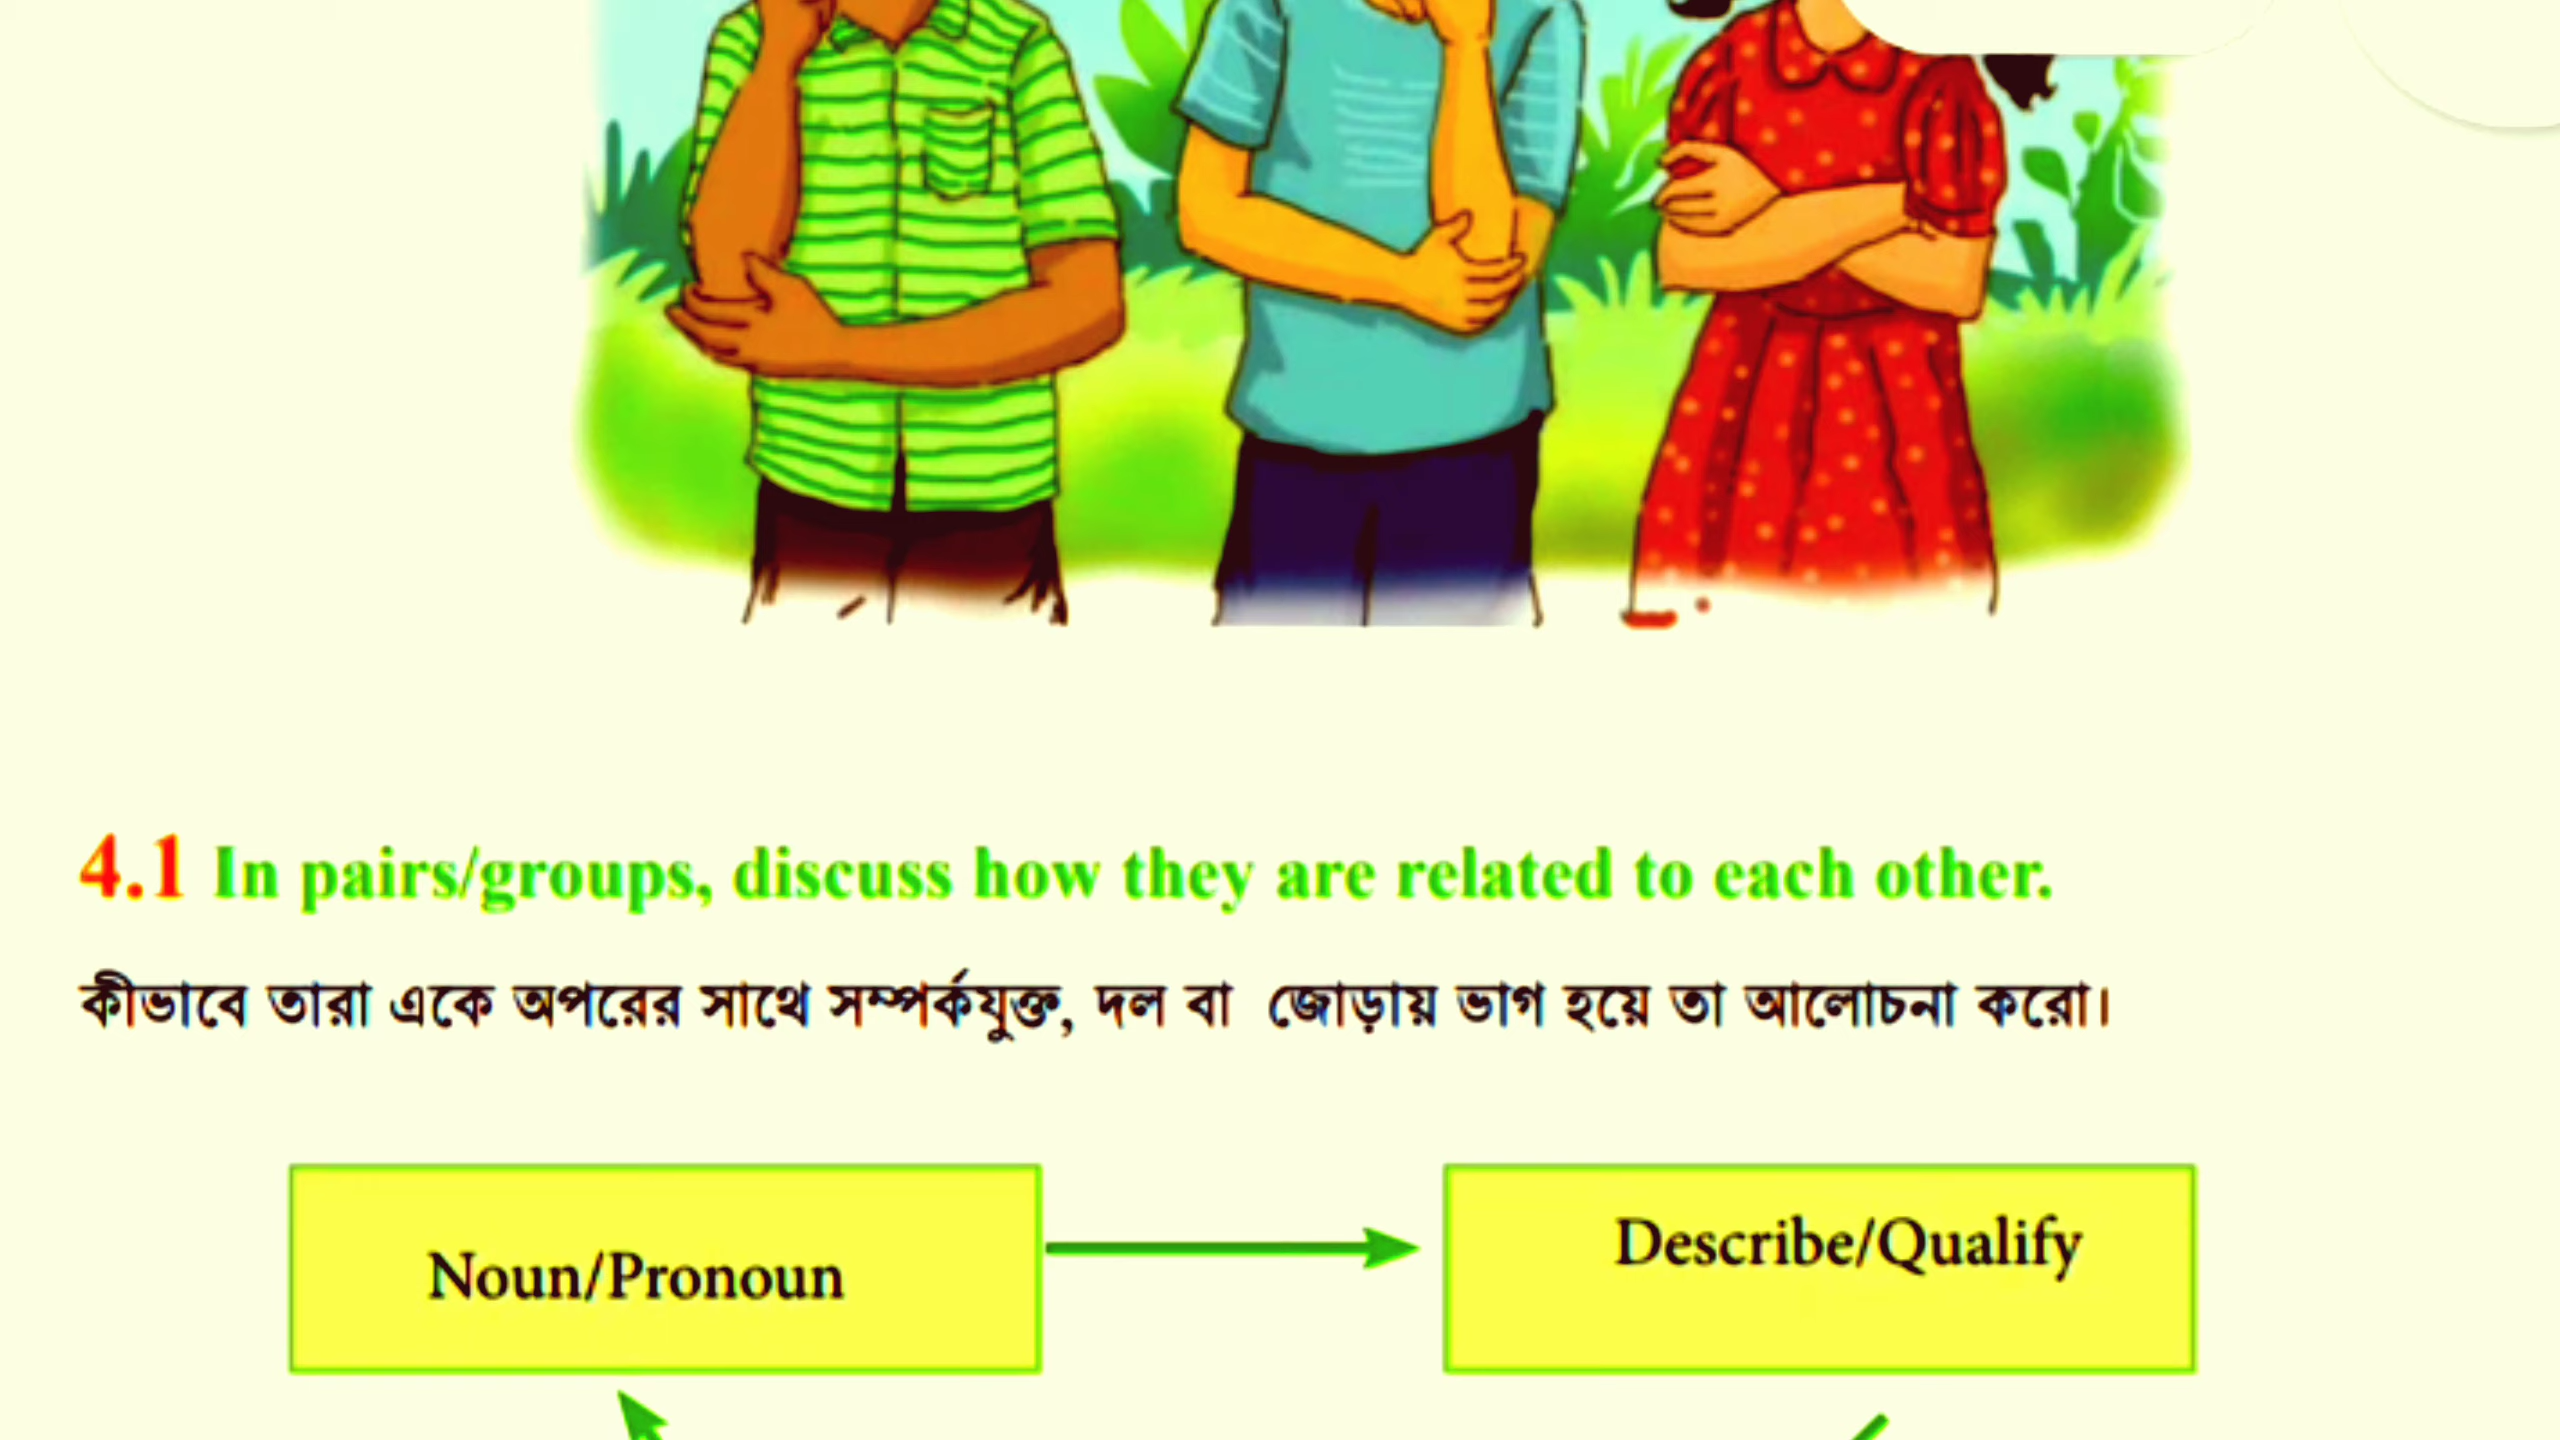 4.1 In pairs/groups, discuss how they are related to each other.
কীভাবে তারা একে অপরের সাথে সম্পর্কযুক্ত, দল বা জোড়ায় ভাগ হয়ে তা আলোচনা করো।
Noun/Pronoun
Describe/Qualify